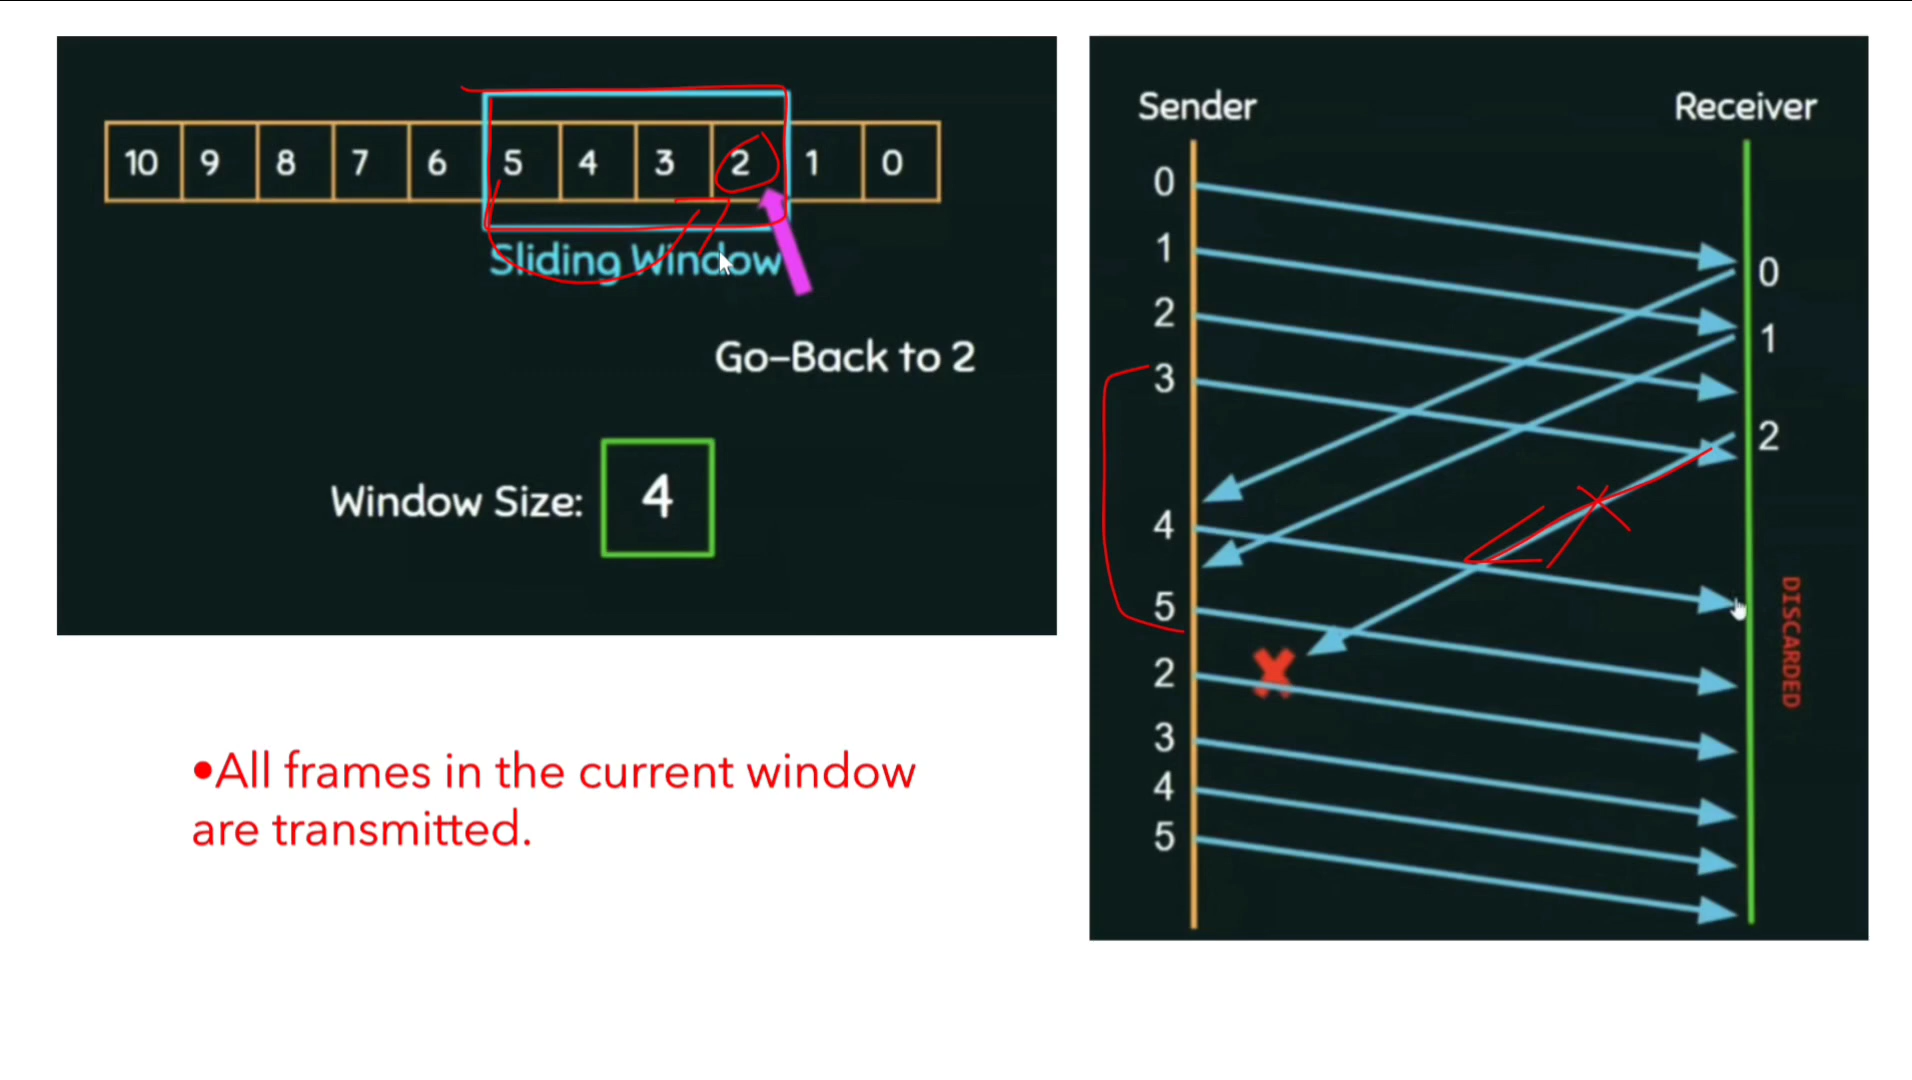 10 9 8 7 6 5 4 3 2 1 0
Sliding Window
Go-Back to 2
Window Size: 4
•All frames in the current window
are transmitted.
Sender Receiver
0
1
2
3
4
5
2
3
4
5
0
1
2
DISCARDED